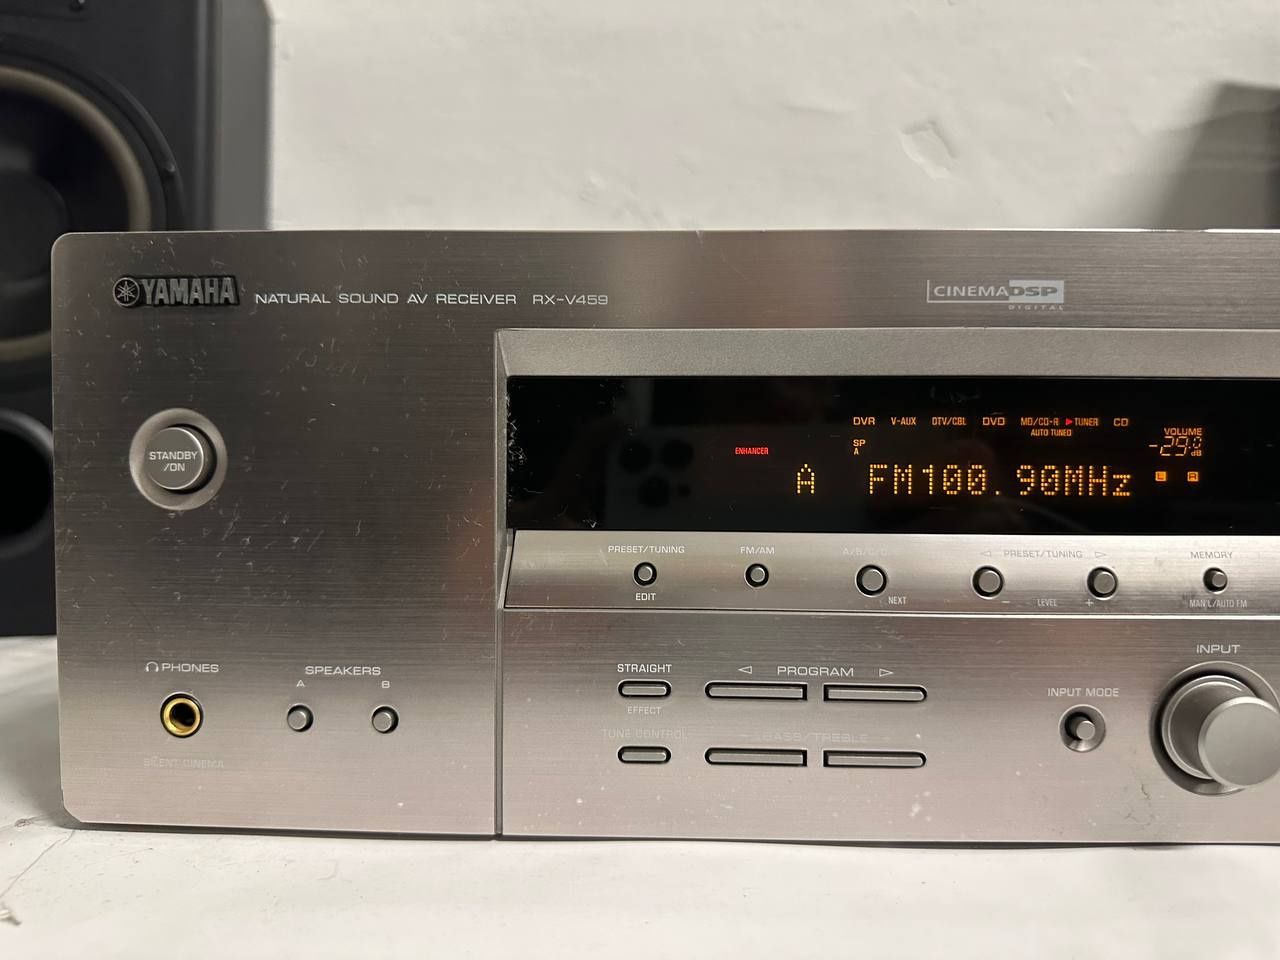 YAMAHA NATURAL SOUND AV RECEIVER RX-V459
CINEMA DSP
DIGITAL
DVR V-AUX DTV/CBL DVD MD/CD-R TUNER CD
AUTO TUNED
VOLUME
SP
A
-29.0 dB
ENHANCER
A FM100.90MHz
L R
STANDBY
/ON
PRESET/TUNING FM/AM A/B/C/D ◁ PRESET/TUNING ▷ MEMORY
EDIT NEXT − LEVEL + MAN'L/AUTO FM
INPUT
PHONES SPEAKERS STRAIGHT ◁ PROGRAM ▷
A B
INPUT MODE
EFFECT
TONE CONTROL − BASS/TREBLE +
SILENT CINEMA